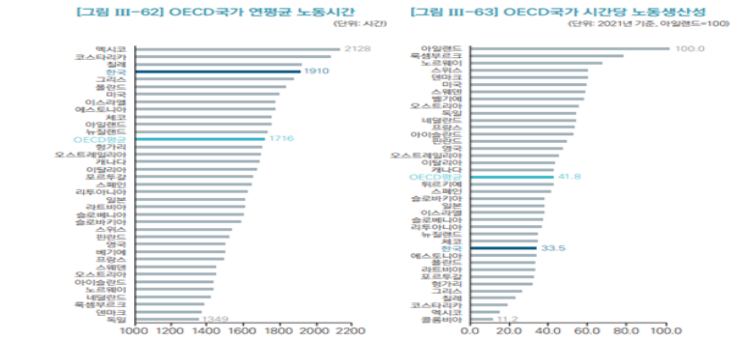 [그림 III-62] OECD국가 연평균 노동시간
(단위: 시간)
멕시코 2128
코스타리카
칠레
한국 1910
그리스
폴란드
미국
이스라엘
에스토니아
체코
아일랜드
뉴질랜드
OECD평균 1716
헝가리
오스트레일리아
캐나다
이탈리아
포르투갈
스페인
리투아니아
일본
라트비아
슬로베니아
슬로바키아
스위스
핀란드
영국
벨기에
프랑스
스웨덴
오스트리아
아이슬란드
노르웨이
네덜란드
룩셈부르크
덴마크
독일 1349
1000 1200 1400 1600 1800 2000 2200
[그림 III-63] OECD국가 시간당 노동생산성
(단위: 2021년 기준, 아일랜드=100)
아일랜드 100.0
룩셈부르크
노르웨이
스위스
덴마크
미국
스웨덴
벨기에
오스트리아
독일
네덜란드
프랑스
아이슬란드
핀란드
영국
오스트레일리아
이탈리아
캐나다
OECD평균 41.8
튀르키예
스페인
슬로바키아
일본
이스라엘
슬로베니아
리투아니아
뉴질랜드
체코
한국 33.5
에스토니아
폴란드
라트비아
포르투갈
헝가리
그리스
칠레
코스타리카
멕시코
콜롬비아 11.2
0.0 20.0 40.0 60.0 80.0 100.0